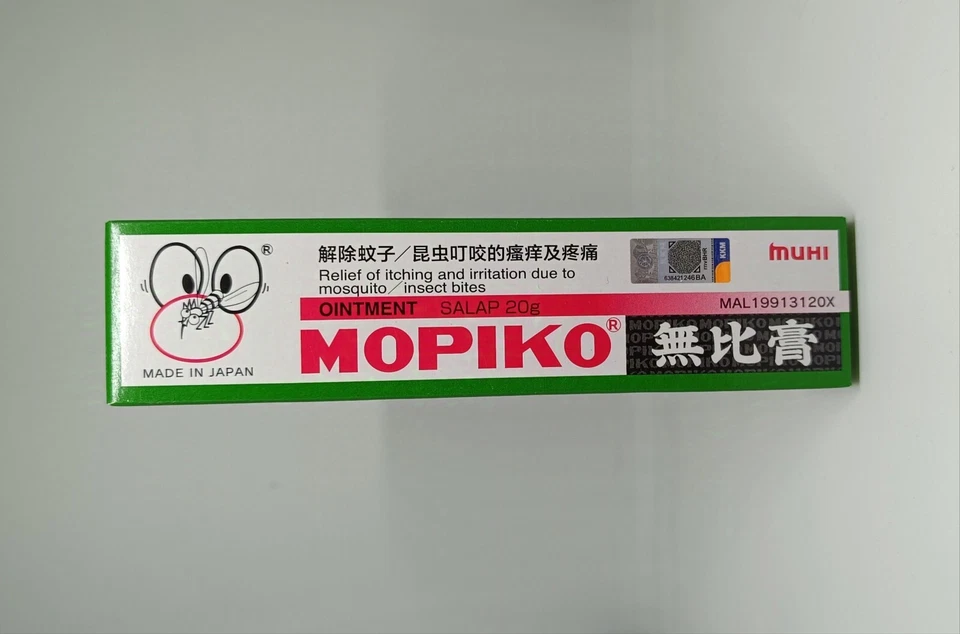 ®
MADE IN JAPAN
解除蚊子／昆虫叮咬的瘙痒及疼痛
Relief of itching and irritation due to
mosquito／insect bites
KKM
muHI
OINTMENT SALAP 20g
MAL19913120X
MOPIKO®
無比膏